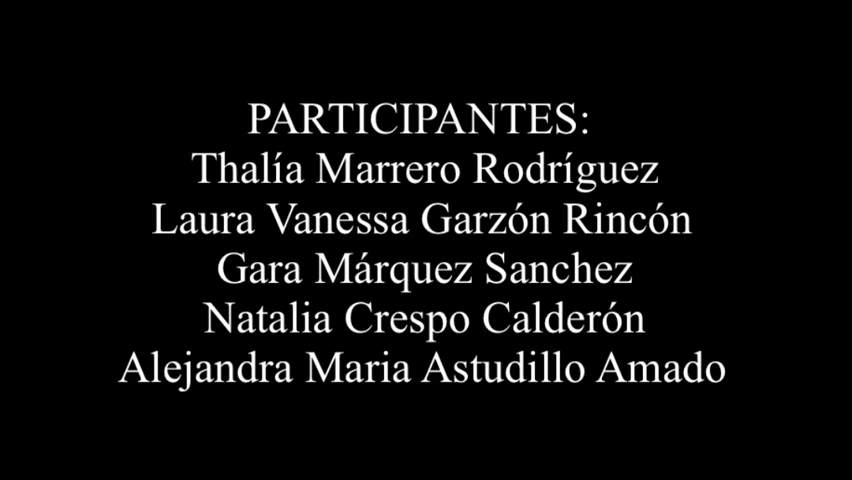 PARTICIPANTES:
Thalía Marrero Rodríguez
Laura Vanessa Garzón Rincón
Gara Márquez Sanchez
Natalia Crespo Calderón
Alejandra Maria Astudillo Amado